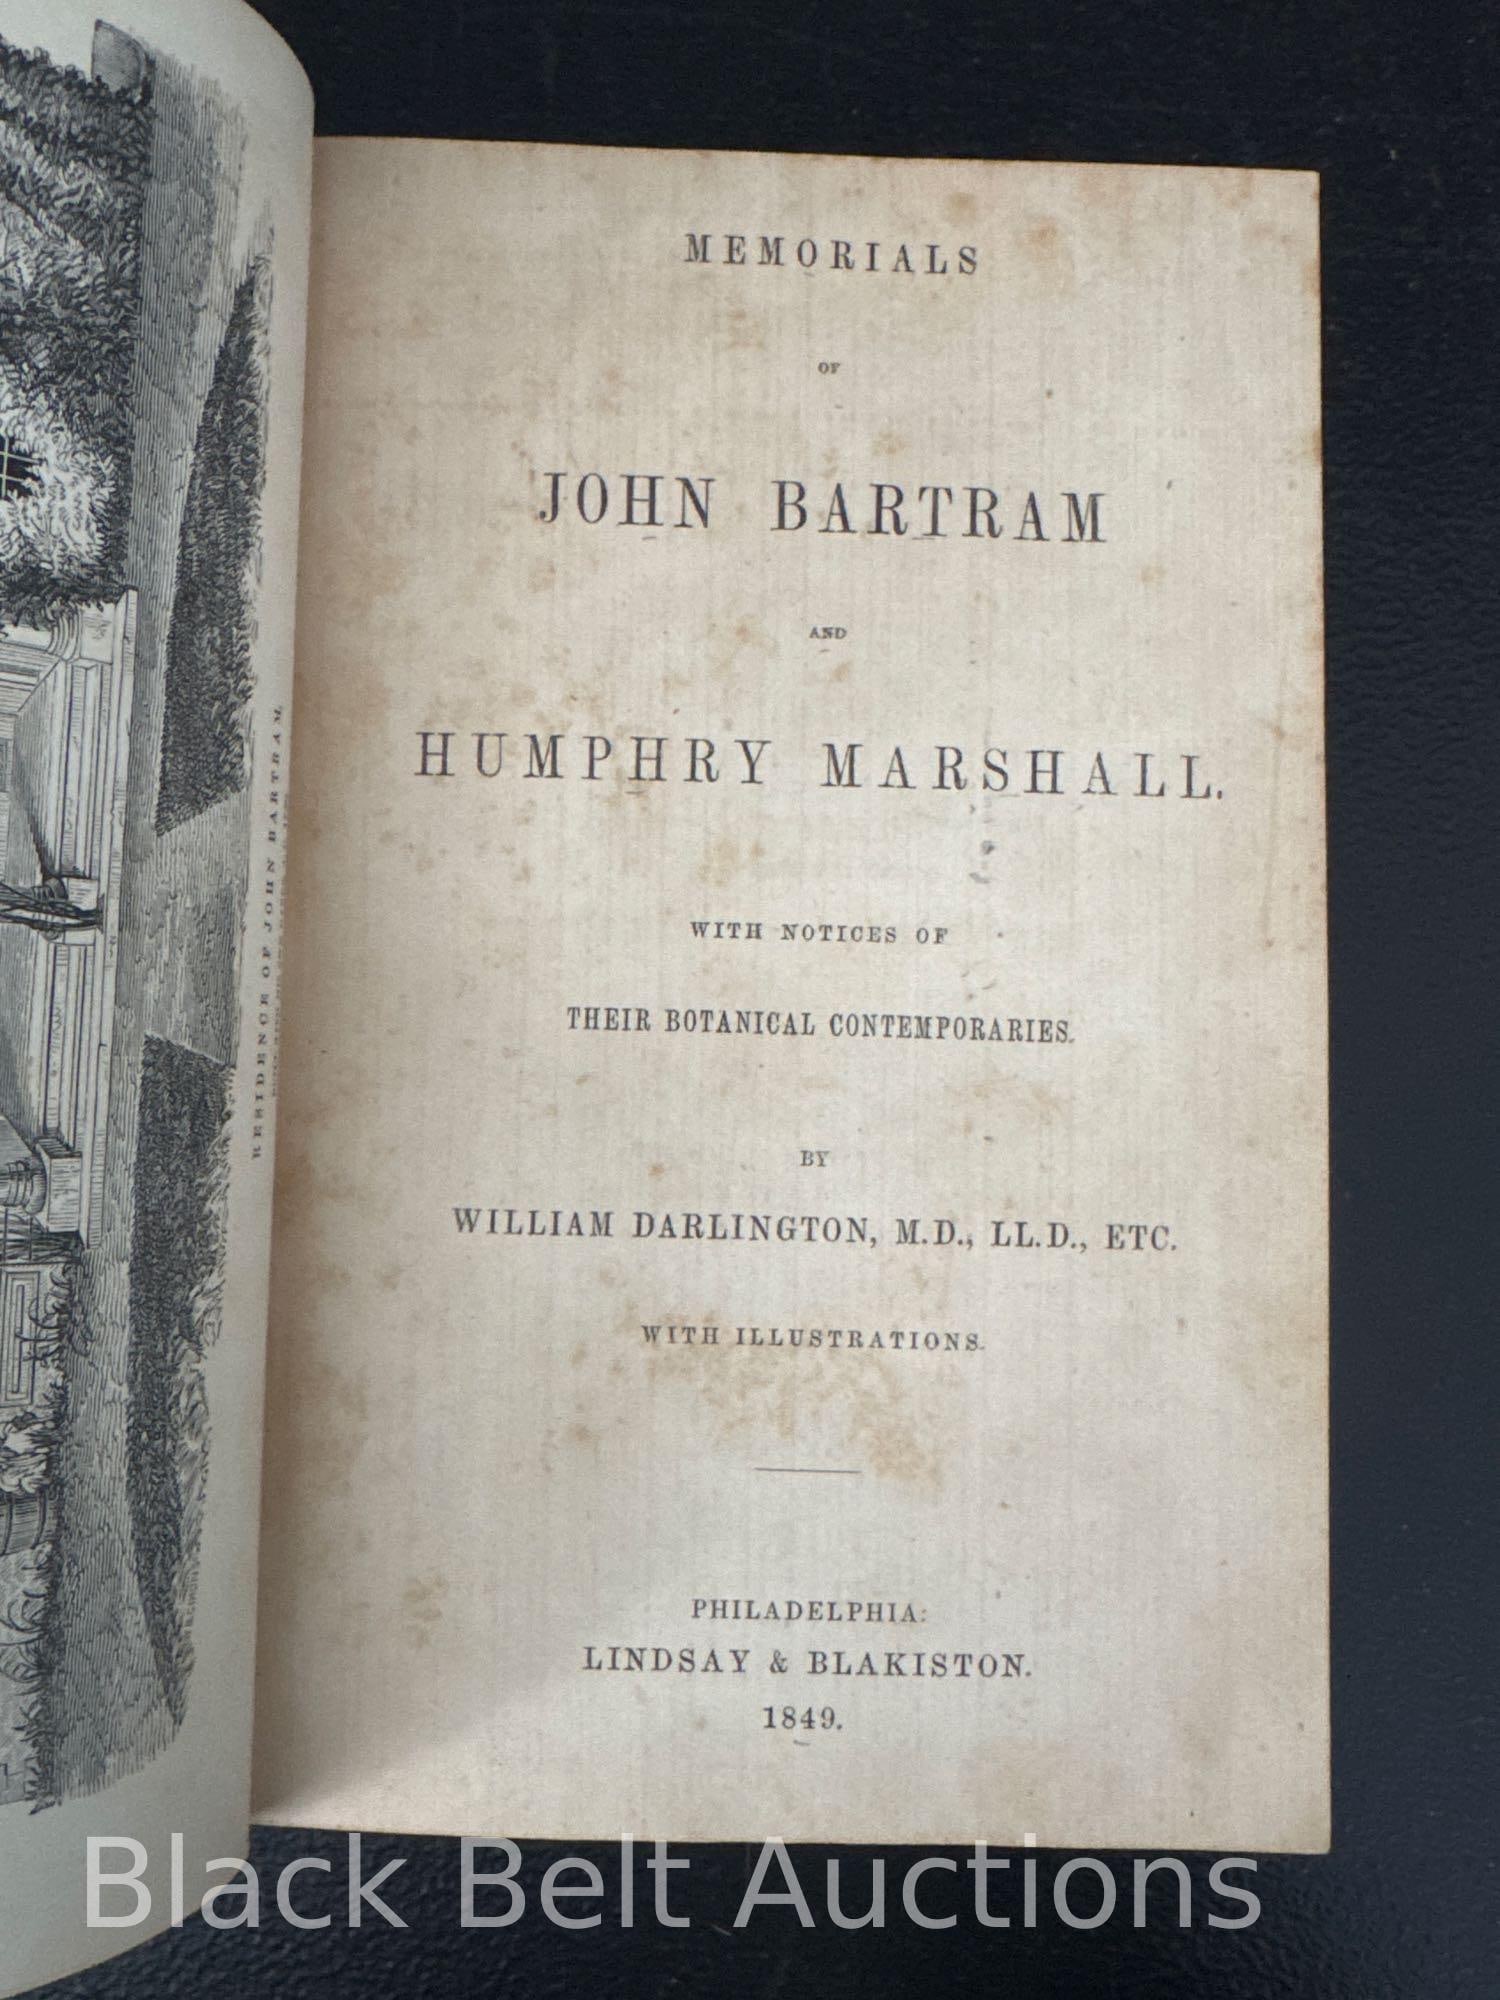 MEMORIALS
OF
JOHN BARTRAM
AND
HUMPHRY MARSHALL.
WITH NOTICES OF
THEIR BOTANICAL CONTEMPORARIES.
BY
WILLIAM DARLINGTON, M.D., LL.D., ETC.
WITH ILLUSTRATIONS.
PHILADELPHIA:
LINDSAY & BLAKISTON.
1849.
RESIDENCE OF JOHN BARTRAM.
Black Belt Auctions